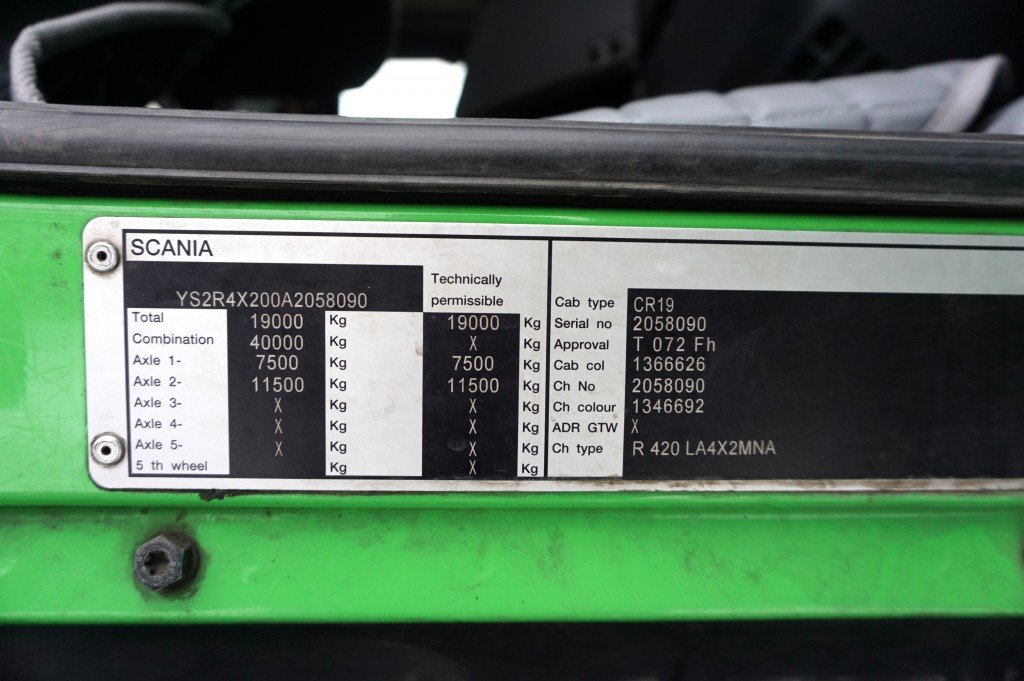 SCANIA
YS2R4X200A2058090
Technically
permissible
Total 19000 Kg 19000 Kg
Combination 40000 Kg X Kg
Axle 1- 7500 Kg 7500 Kg
Axle 2- 11500 Kg 11500 Kg
Axle 3- X Kg X Kg
Axle 4- X Kg X Kg
Axle 5- X Kg X Kg
5 th wheel Kg X Kg
Cab type CR19
Serial no 2058090
Approval T 072 Fh
Cab col 1366626
Ch No 2058090
Ch colour 1346692
ADR GTW X
Ch type R 420 LA4X2MNA